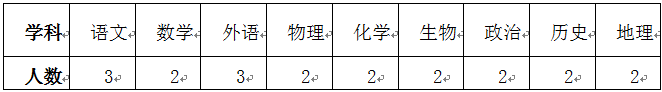 学科 语文 数学 外语 物理 化学 生物 政治 历史 地理
人数 3 2 3 2 2 2 2 2 2